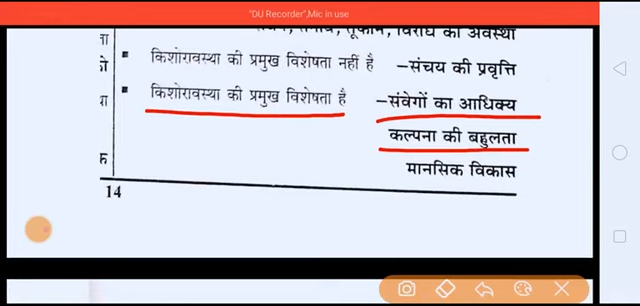 "DU Recorder",Mic in use
तूफान, विरोध की अवस्था
किशोरावस्था की प्रमुख विशेषता नहीं है –संचय की प्रवृत्ति
किशोरावस्था की प्रमुख विशेषता है –संवेगों का आधिक्य
कल्पना की बहुलता
मानसिक विकास
14